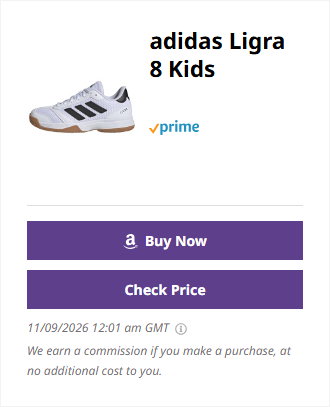 adidas Ligra
8 Kids
prime
Buy Now
Check Price
11/09/2026 12:01 am GMT
We earn a commission if you make a purchase, at
no additional cost to you.